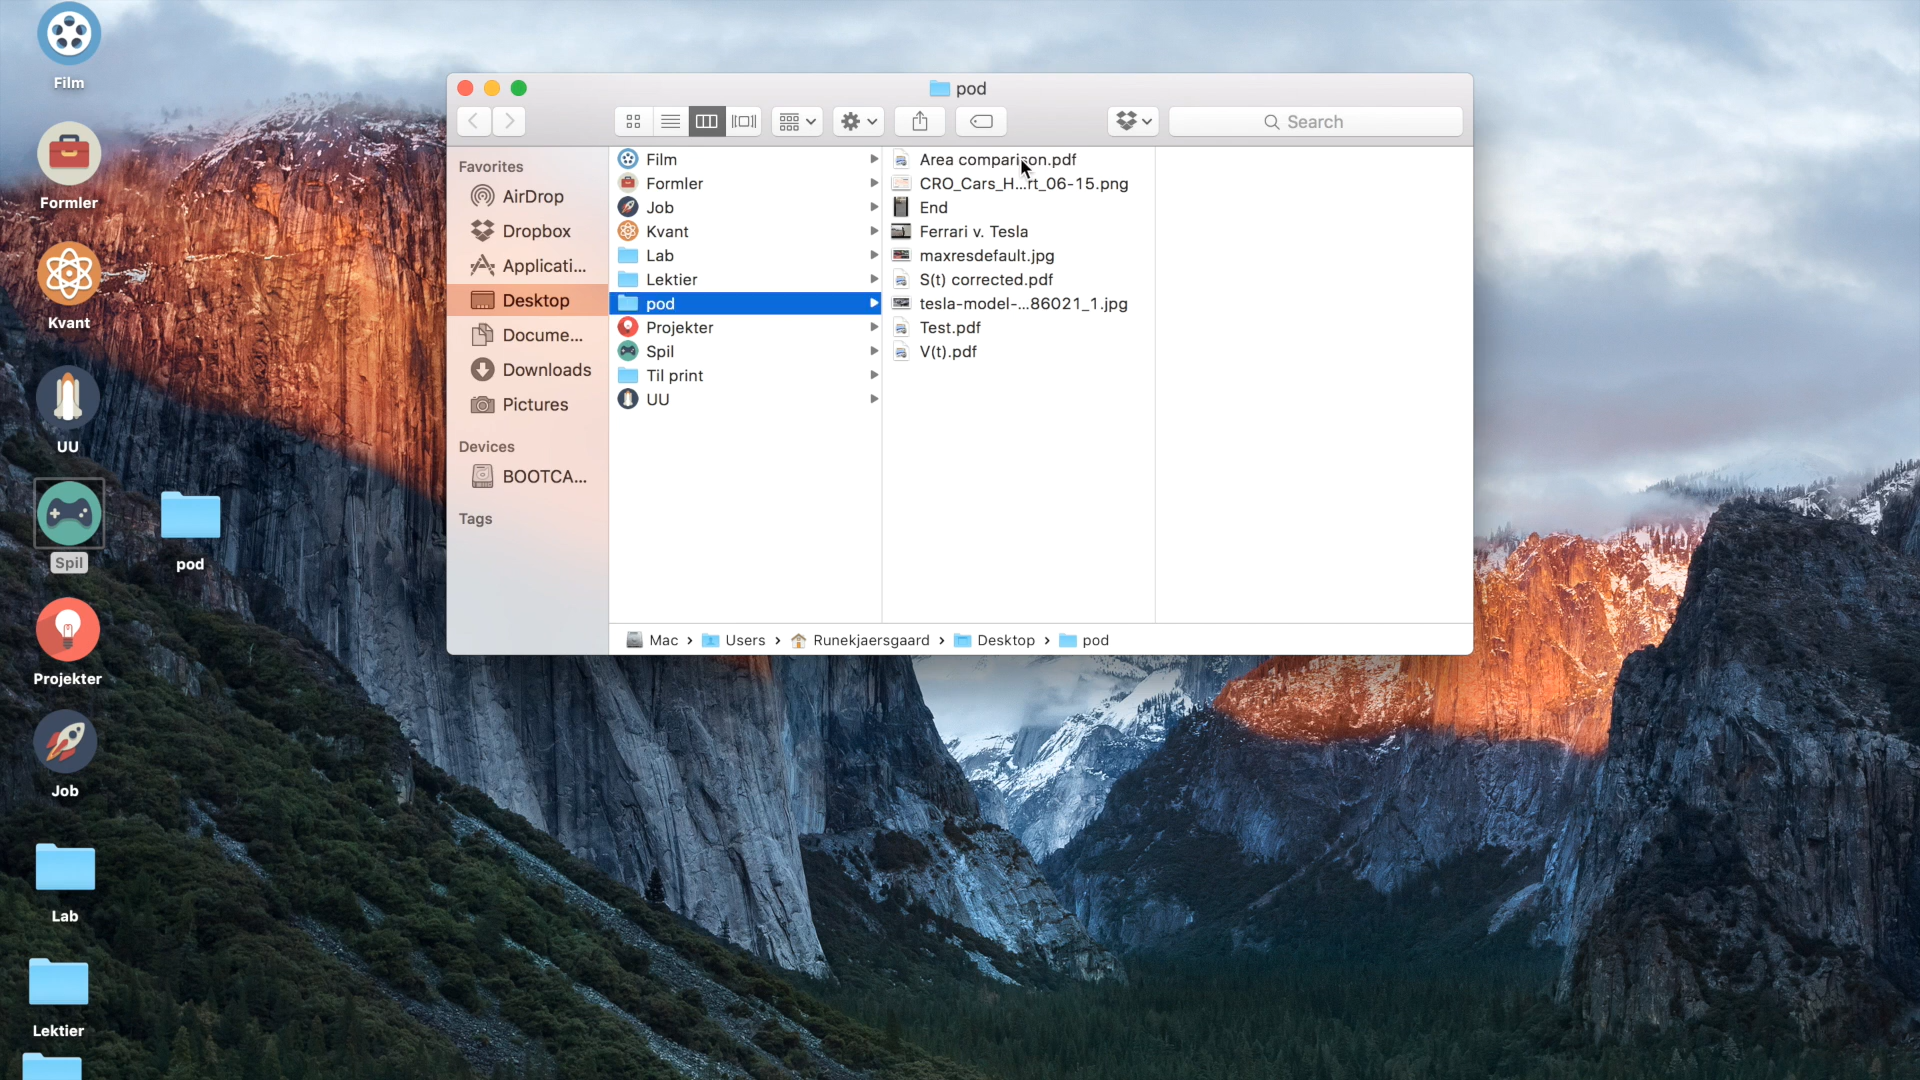 Film
Formler
Kvant
UU
Spil
pod
Projekter
Job
Lab
Lektier
pod
Search
Favorites
AirDrop
Dropbox
Applicati...
Desktop
Docume...
Downloads
Pictures
Devices
BOOTCA...
Tags
Film
Formler
Job
Kvant
Lab
Lektier
pod
Projekter
Spil
Til print
UU
Area comparison.pdf
CRO_Cars_H...rt_06-15.png
End
Ferrari v. Tesla
maxresdefault.jpg
S(t) corrected.pdf
tesla-model-...86021_1.jpg
Test.pdf
V(t).pdf
Mac › Users › Runekjaersgaard › Desktop › pod